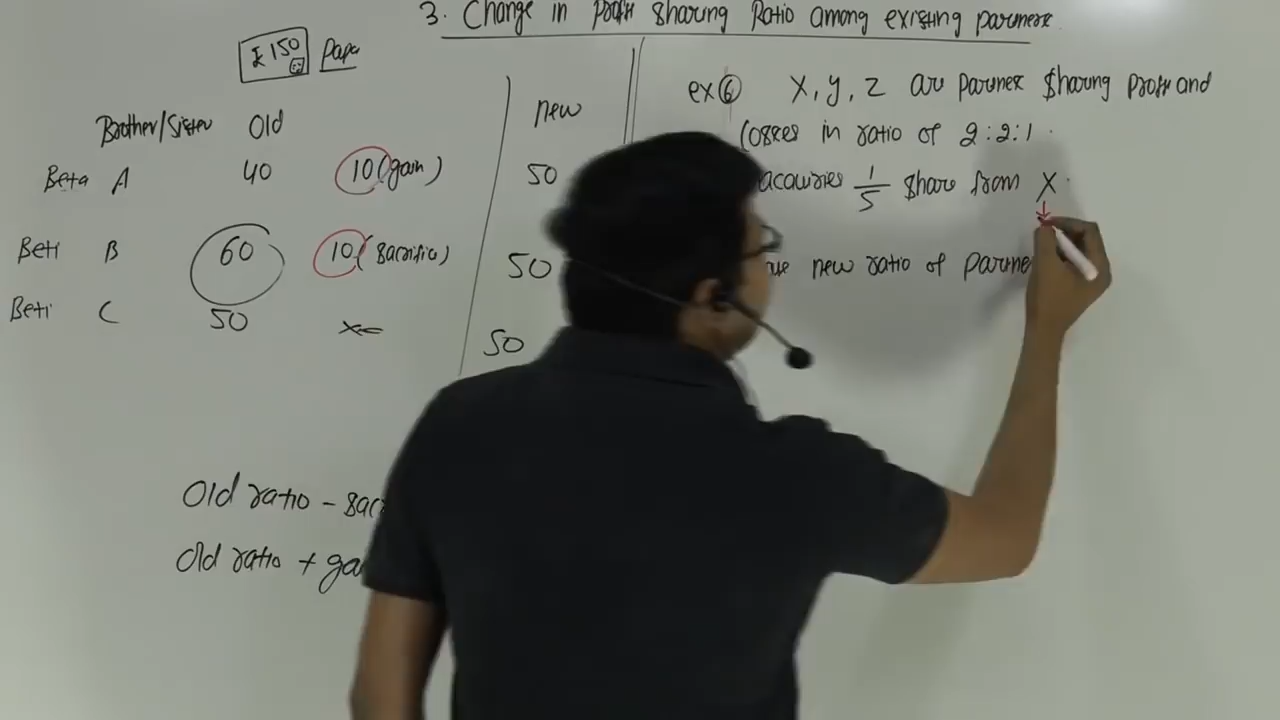 3. Change in Profit Sharing Ratio among existing partners.
₤150 Papa
Brother/Sister Old new
Beta A 40 10 (gain) 50
Beti B 60 10 (Sacrifice) 50
Beti C 50 × 50
Old ratio - Sac
Old ratio + ga
ex ⑥ X, Y, Z are partner Sharing Profit and
losses in ratio of 2:2:1.
acquires 1/5 Share from X.
new ratio of partne